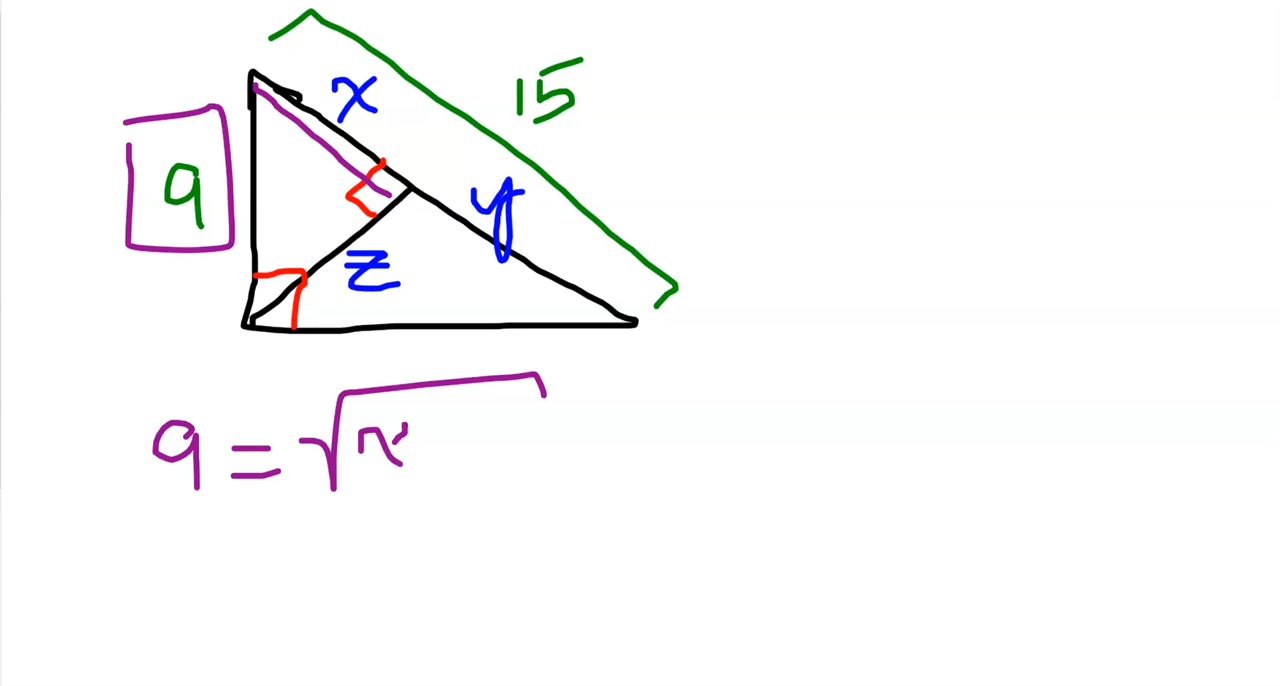 x
15
9
y
z
9 = √x